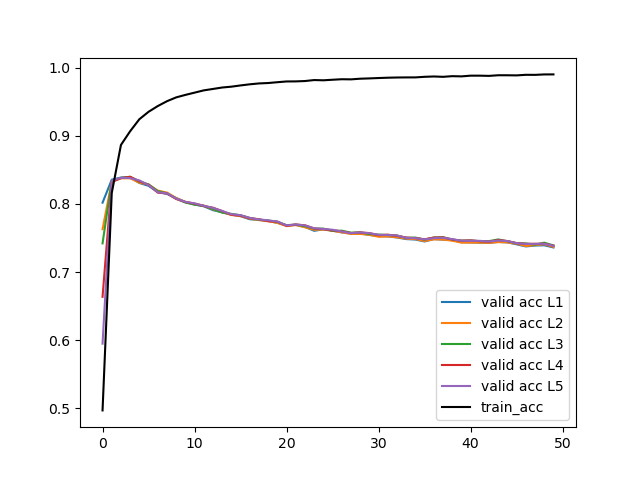 1.0
0.9
0.8
0.7
0.6
0.5
0 10 20 30 40 50
valid acc L1
valid acc L2
valid acc L3
valid acc L4
valid acc L5
train_acc